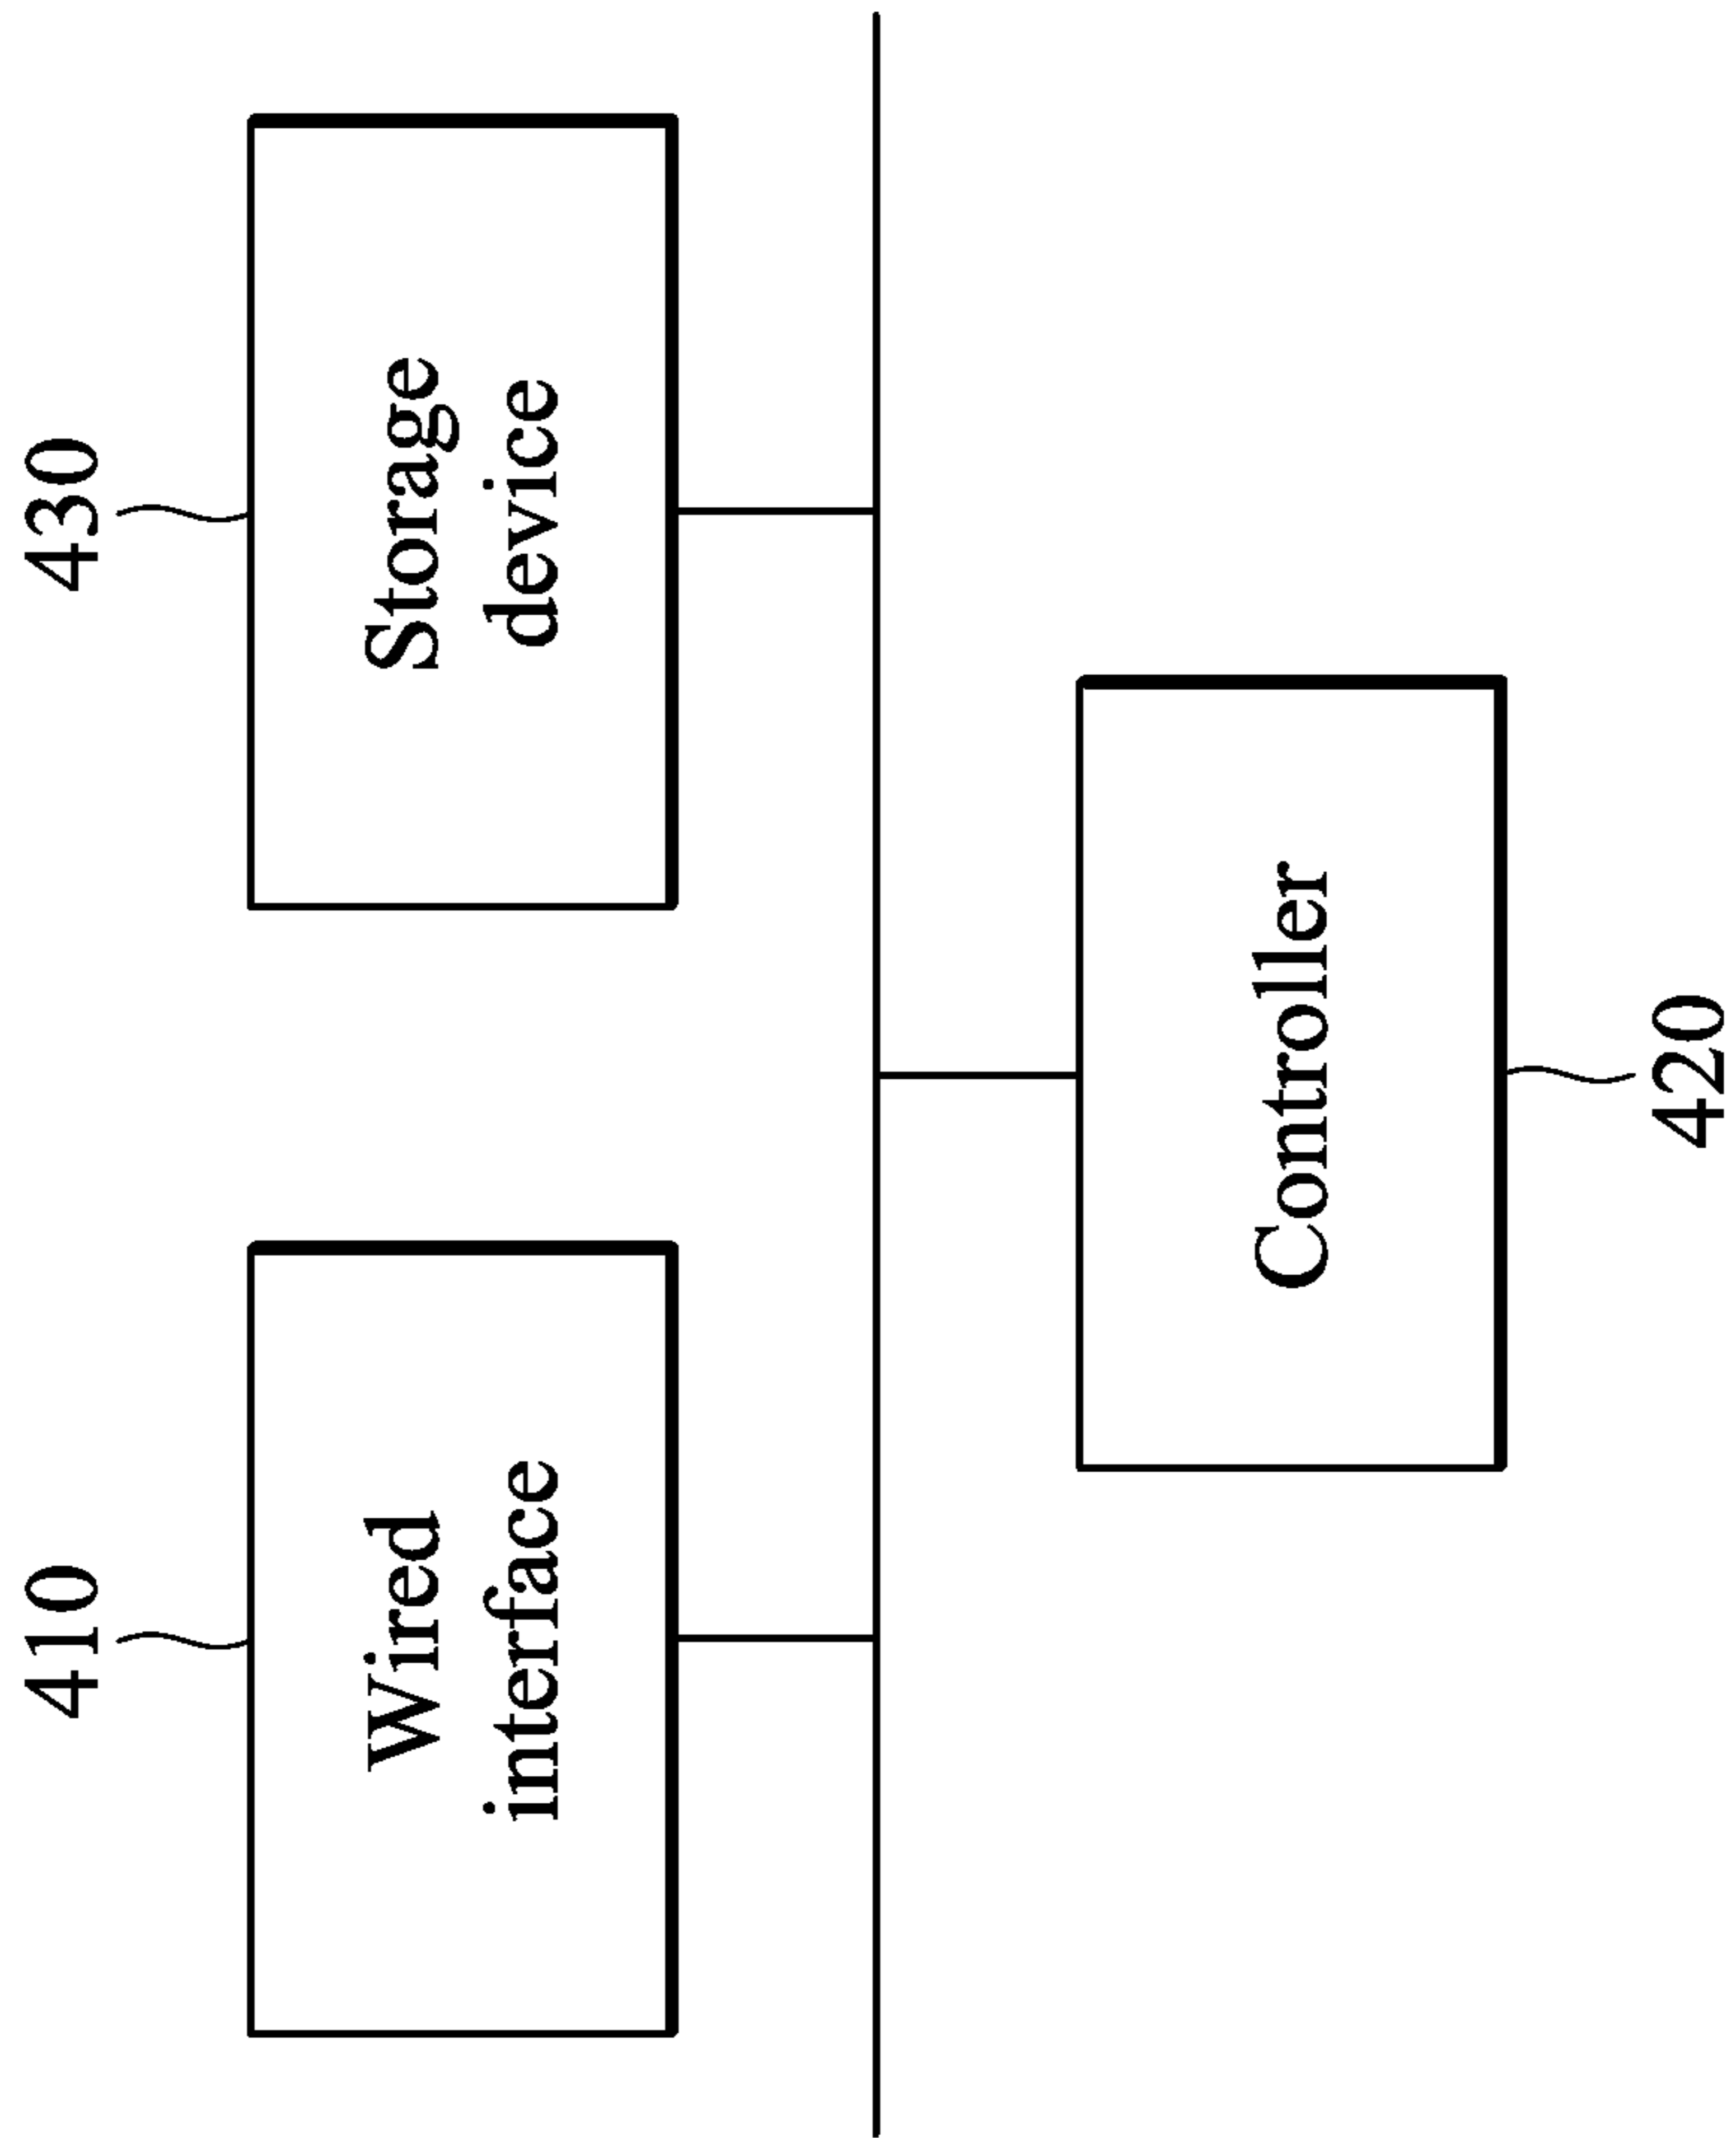 410
430
Wired
interface
Storage
device
Controller
420